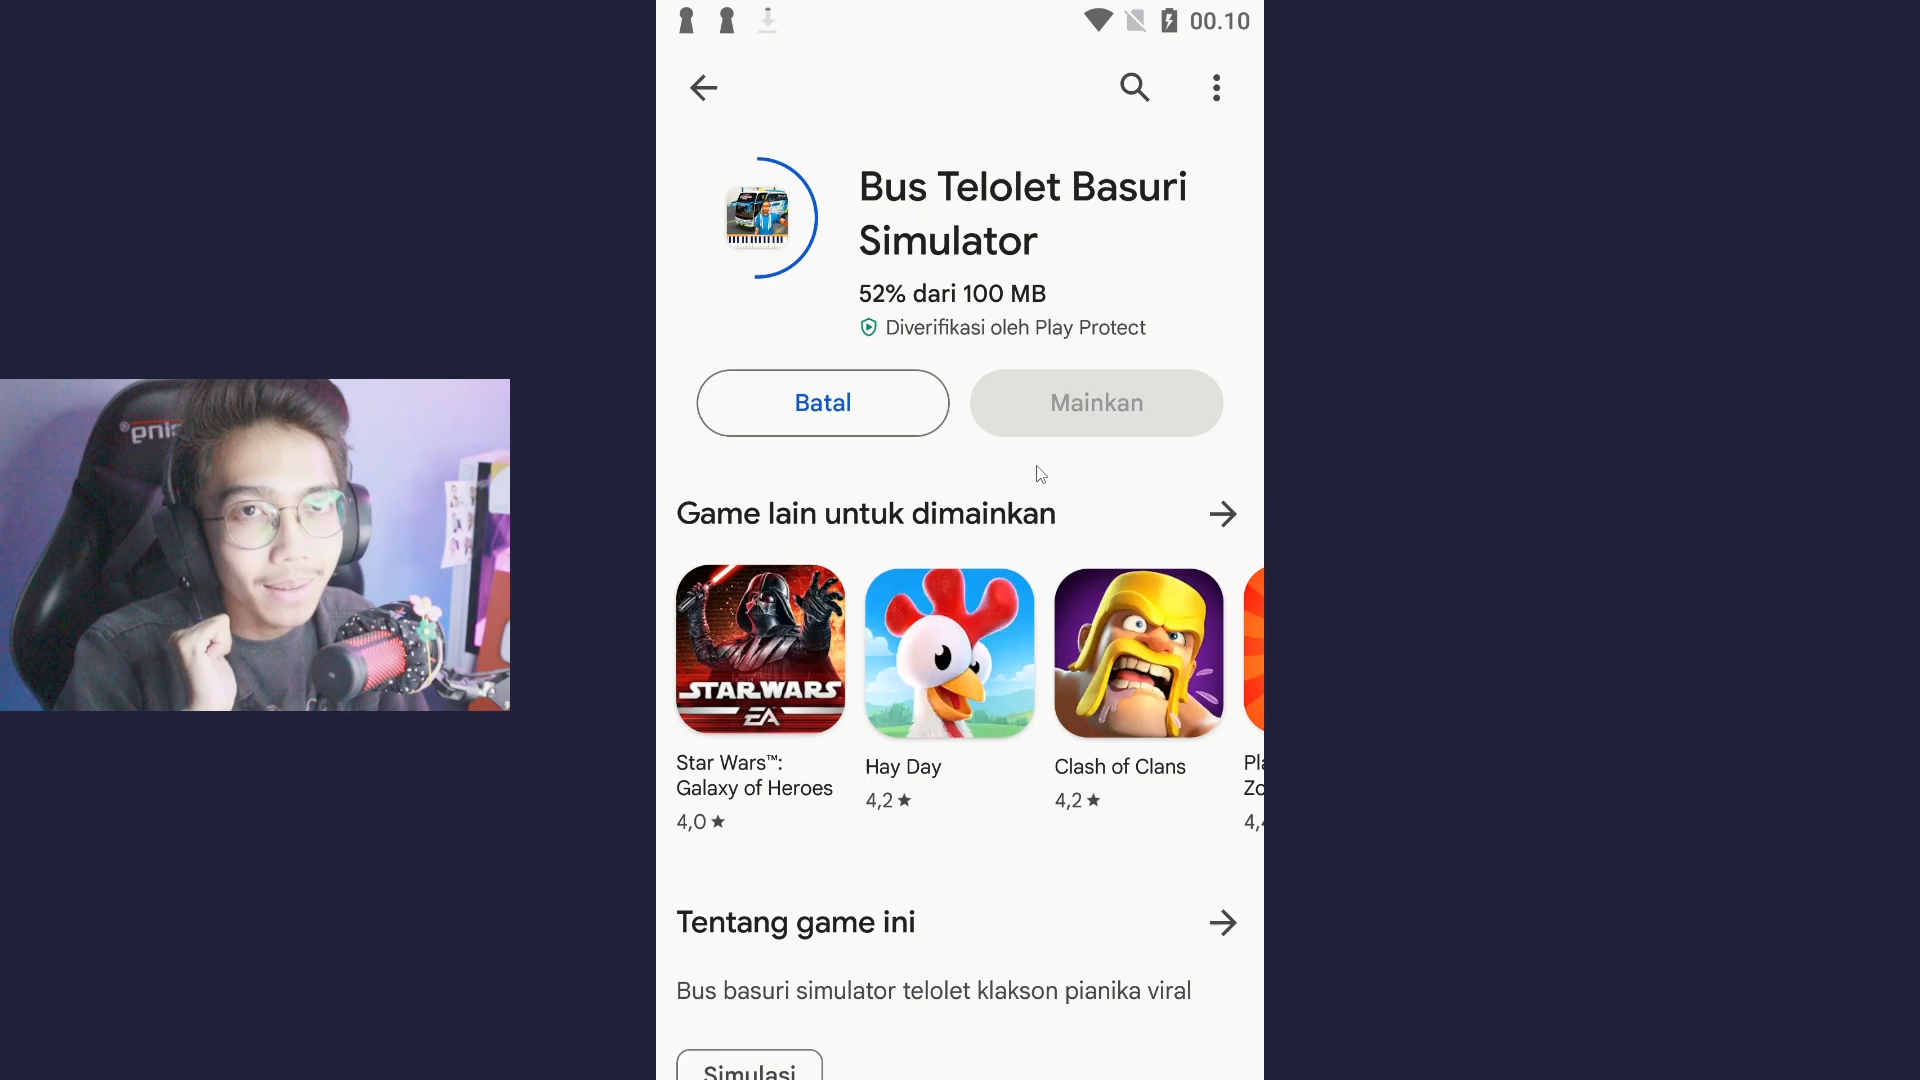 00.10
Bus Telolet Basuri
Simulator
52% dari 100 MB
Diverifikasi oleh Play Protect
Batal
Mainkan
Game lain untuk dimainkan
STAR WARS
EA
Star Wars™:
Galaxy of Heroes
4,0 ★
Hay Day
4,2 ★
Clash of Clans
4,2 ★
Tentang game ini
Bus basuri simulator telolet klakson pianika viral
Simulasi